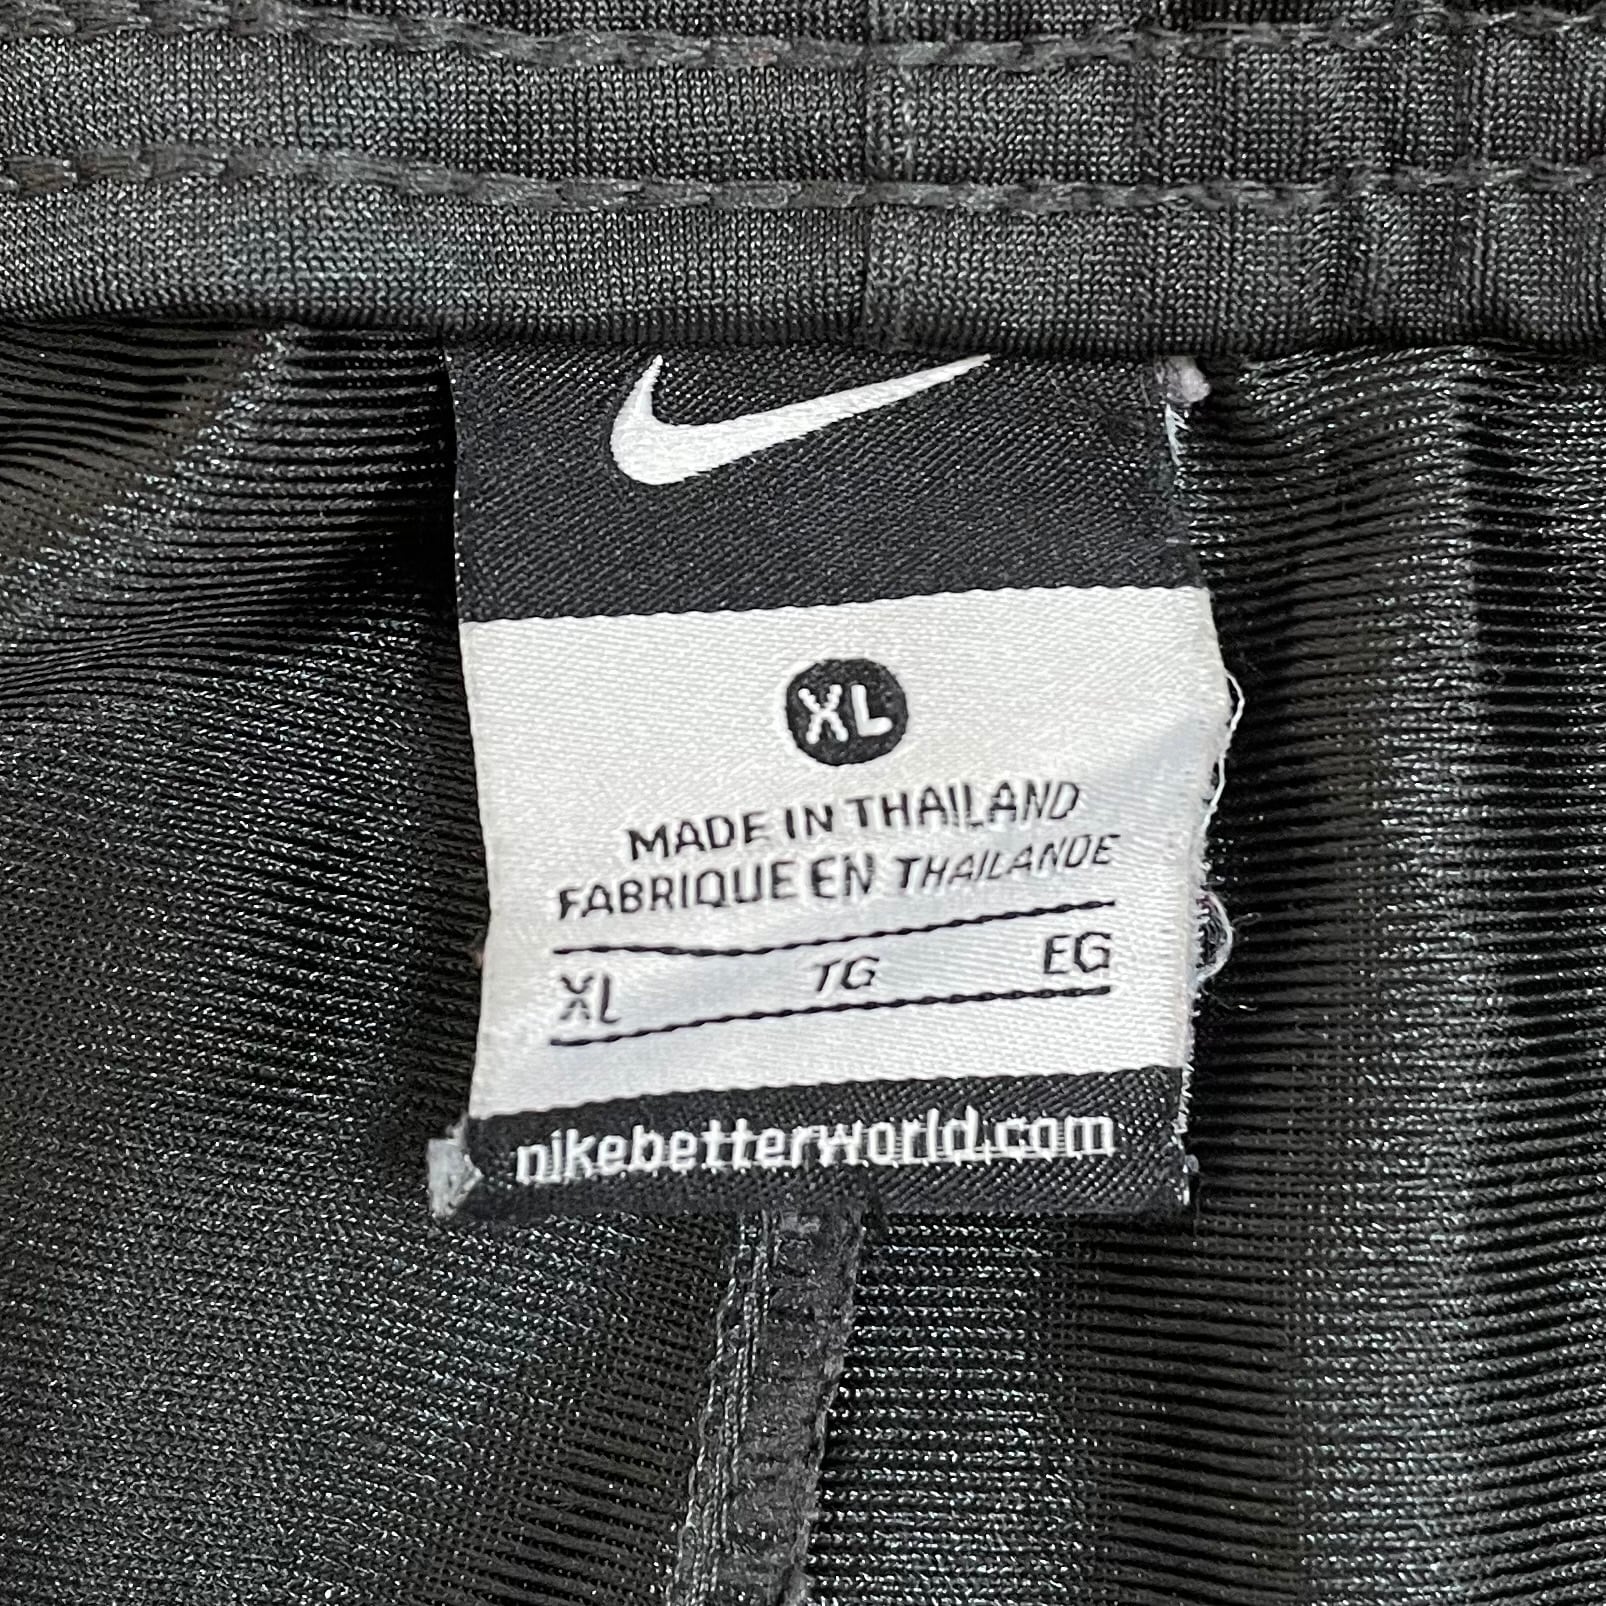 XL
MADE IN THAILAND
FABRIQUE EN THAILANDE
XL TG EG
nikebetterworld.com